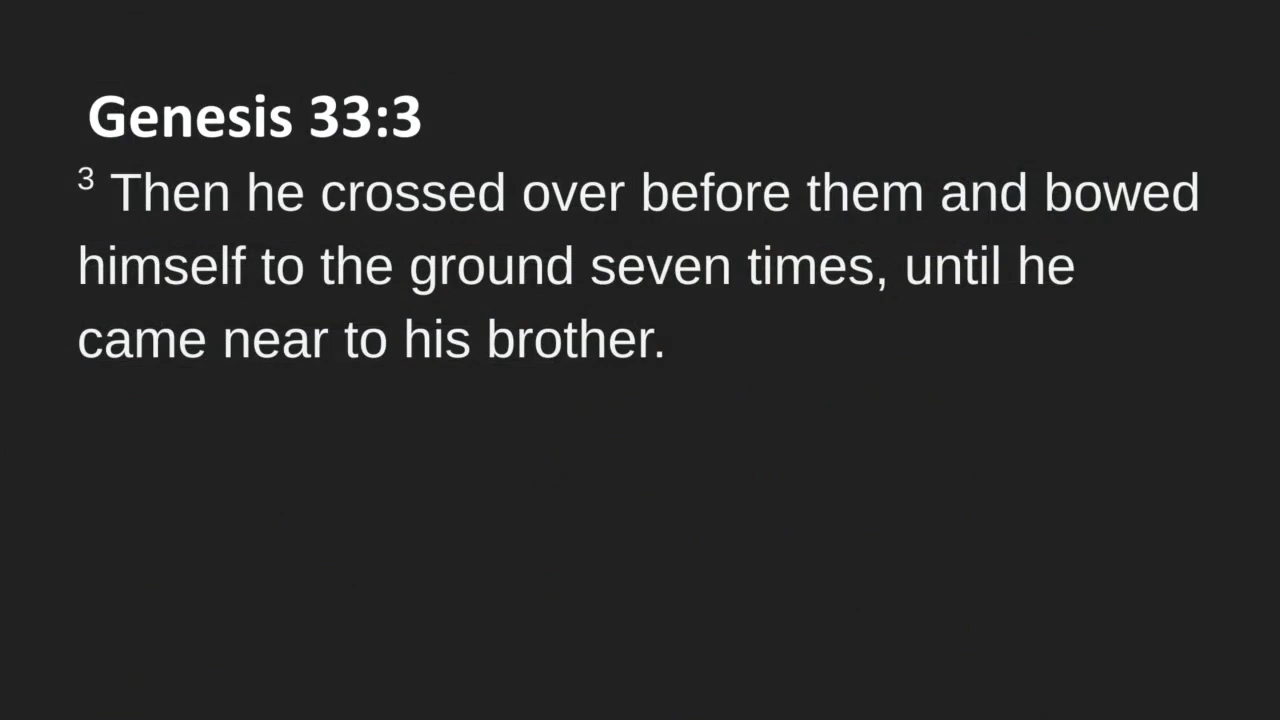 Genesis 33:3
3 Then he crossed over before them and bowed
himself to the ground seven times, until he
came near to his brother.